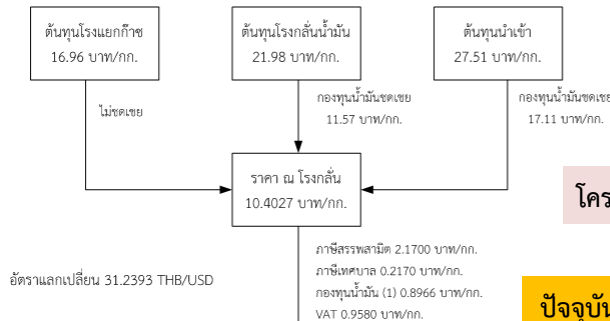 ต้นทุนโรงแยกก๊าซ
16.96 บาท/กก.
ต้นทุนโรงกลั่นน้ำมัน
21.98 บาท/กก.
ต้นทุนนำเข้า
27.51 บาท/กก.
ไม่ชดเชย
กองทุนน้ำมันชดเชย
11.57 บาท/กก.
กองทุนน้ำมันชดเชย
17.11 บาท/กก.
ราคา ณ โรงกลั่น
10.4027 บาท/กก.
โคร
อัตราแลกเปลี่ยน 31.2393 THB/USD
ภาษีสรรพสามิต 2.1700 บาท/กก.
ภาษีเทศบาล 0.2170 บาท/กก.
กองทุนน้ำมัน (1) 0.8966 บาท/กก.
VAT 0.9580 บาท/กก.
ปัจจุบัน